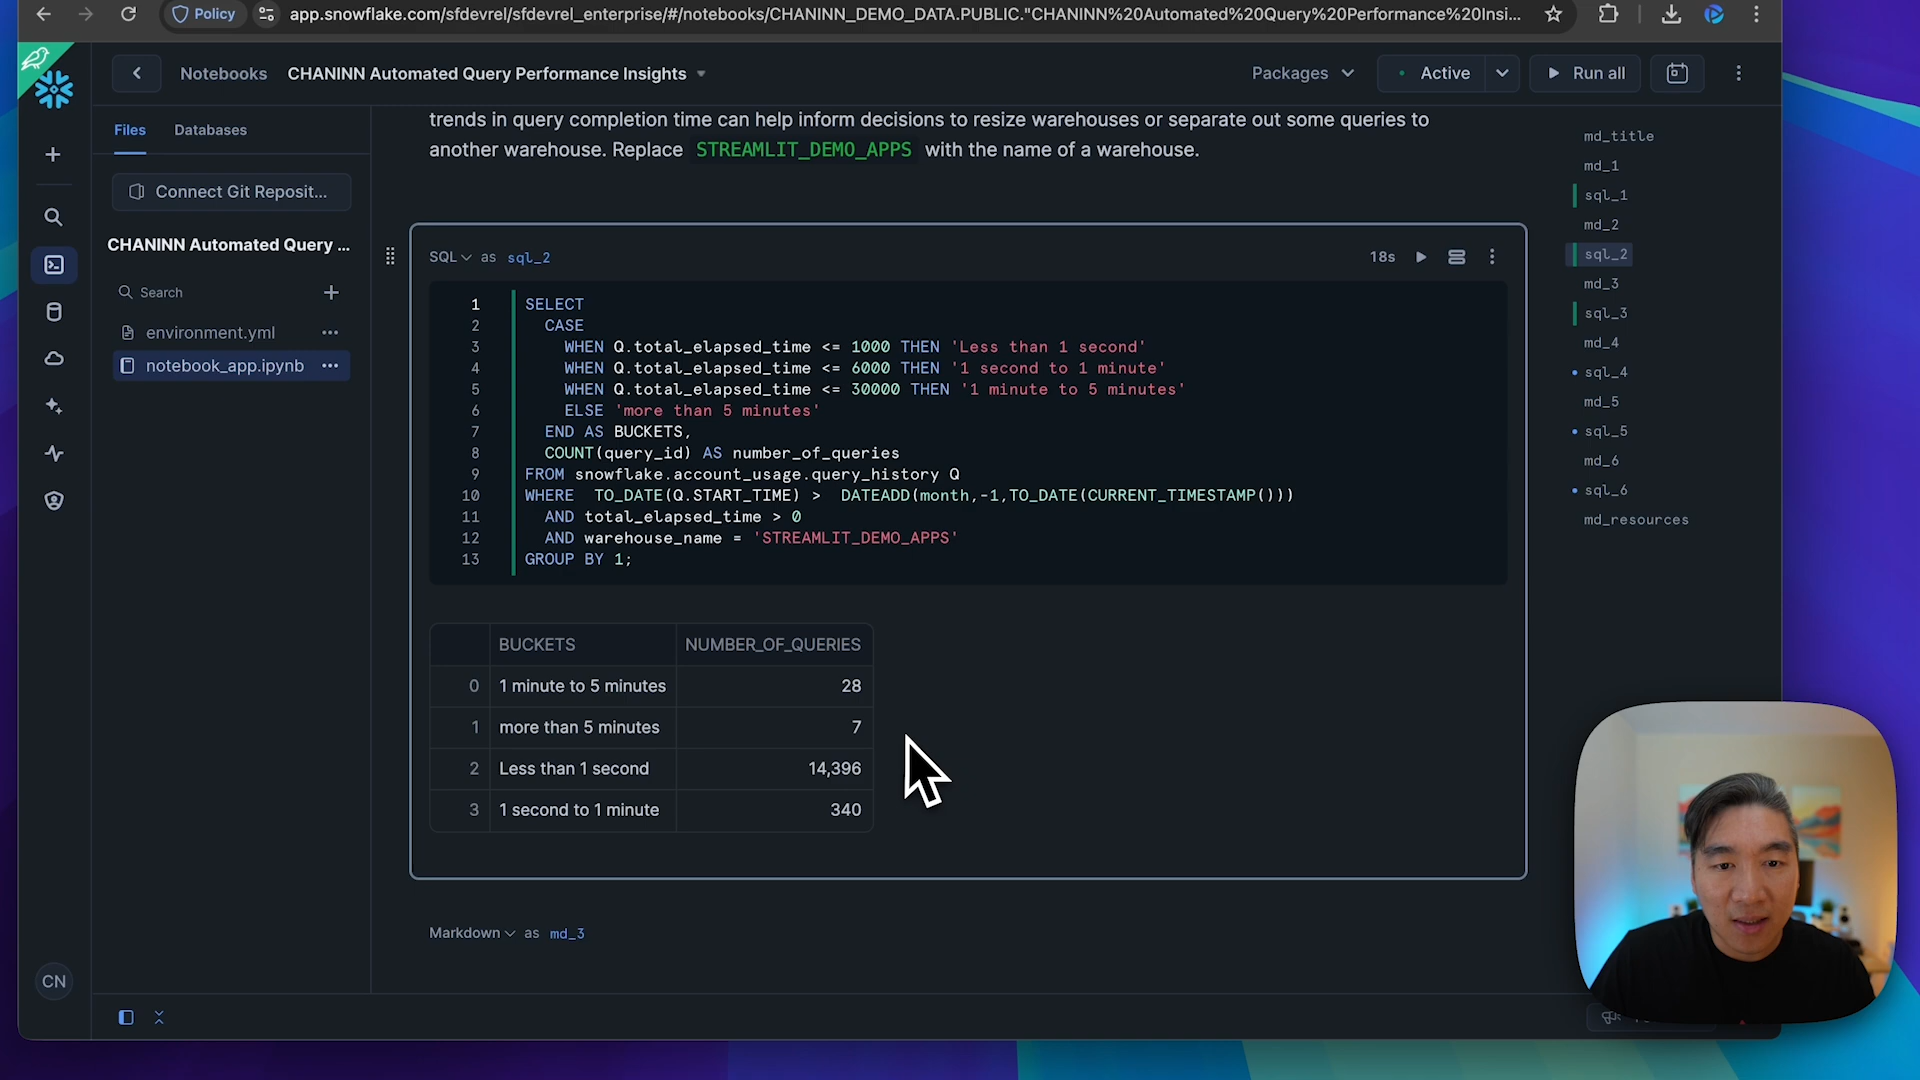 Policy
app.snowflake.com/sfdevrel/sfdevrel_enterprise/#/notebooks/CHANINN_DEMO_DATA.PUBLIC."CHANINN%20Automated%20Query%20Performance%20Insi...
Notebooks
CHANINN Automated Query Performance Insights
Packages
Active
Run all
Files
Databases
Connect Git Reposit...
CHANINN Automated Query ...
Search
environment.yml
notebook_app.ipynb
CN
trends in query completion time can help inform decisions to resize warehouses or separate out some queries to
another warehouse. Replace STREAMLIT_DEMO_APPS with the name of a warehouse.
SQL as sql_2
18s
1 SELECT
2 CASE
3 WHEN Q.total_elapsed_time <= 1000 THEN 'Less than 1 second'
4 WHEN Q.total_elapsed_time <= 6000 THEN '1 second to 1 minute'
5 WHEN Q.total_elapsed_time <= 30000 THEN '1 minute to 5 minutes'
6 ELSE 'more than 5 minutes'
7 END AS BUCKETS,
8 COUNT(query_id) AS number_of_queries
9 FROM snowflake.account_usage.query_history Q
10 WHERE TO_DATE(Q.START_TIME) > DATEADD(month,-1,TO_DATE(CURRENT_TIMESTAMP()))
11 AND total_elapsed_time > 0
12 AND warehouse_name = 'STREAMLIT_DEMO_APPS'
13 GROUP BY 1;
BUCKETS NUMBER_OF_QUERIES
0 1 minute to 5 minutes 28
1 more than 5 minutes 7
2 Less than 1 second 14,396
3 1 second to 1 minute 340
Markdown as md_3
md_title
md_1
sql_1
md_2
sql_2
md_3
sql_3
md_4
sql_4
md_5
sql_5
md_6
sql_6
md_resources